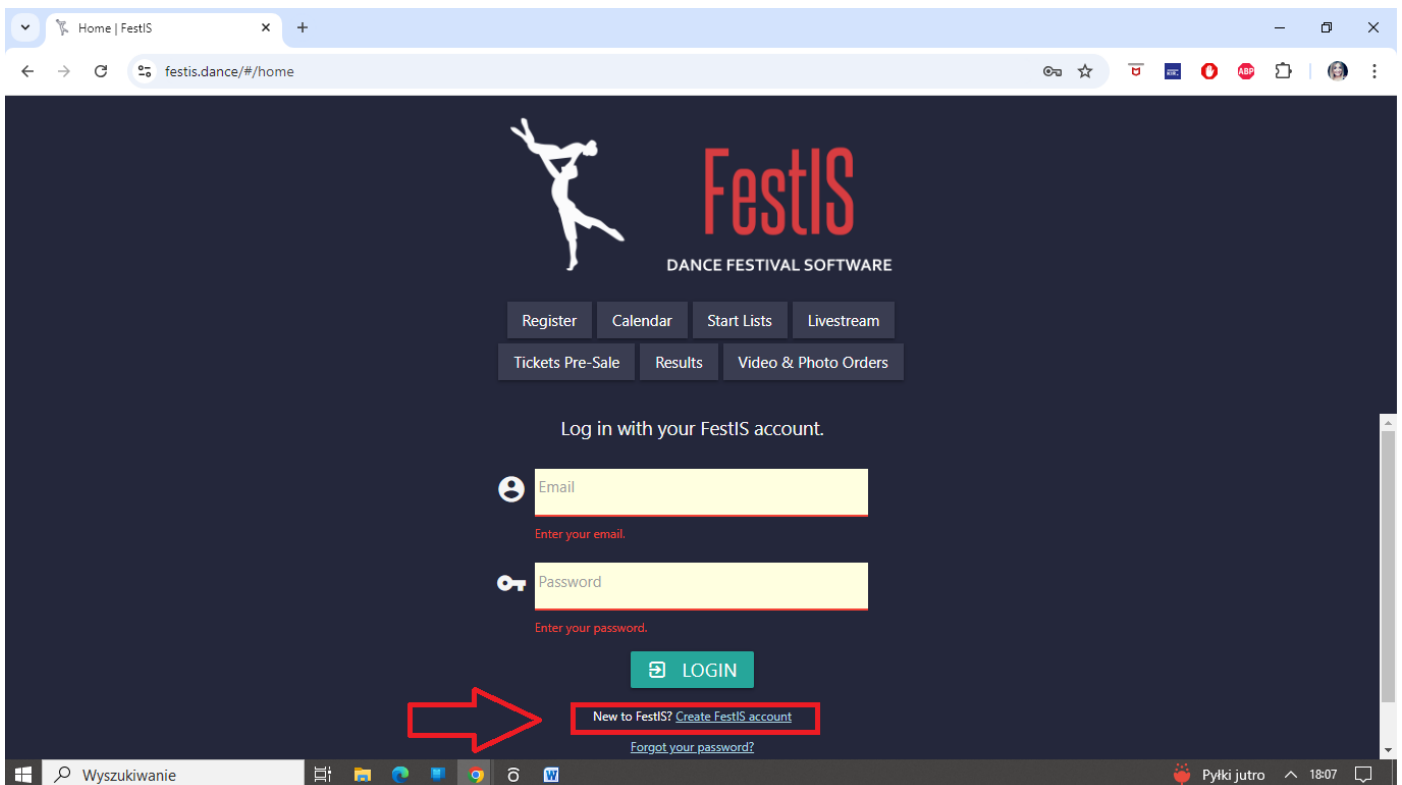 Home | FestIS
festis.dance/#/home
ABP
FestIS
DANCE FESTIVAL SOFTWARE
Register Calendar Start Lists Livestream
Tickets Pre-Sale Results Video & Photo Orders
Log in with your FestIS account.
Email
Enter your email.
Password
Enter your password.
LOGIN
New to FestIS? Create FestIS account
Forgot your password?
Wyszukiwanie
W
Pyłki jutro
18:07